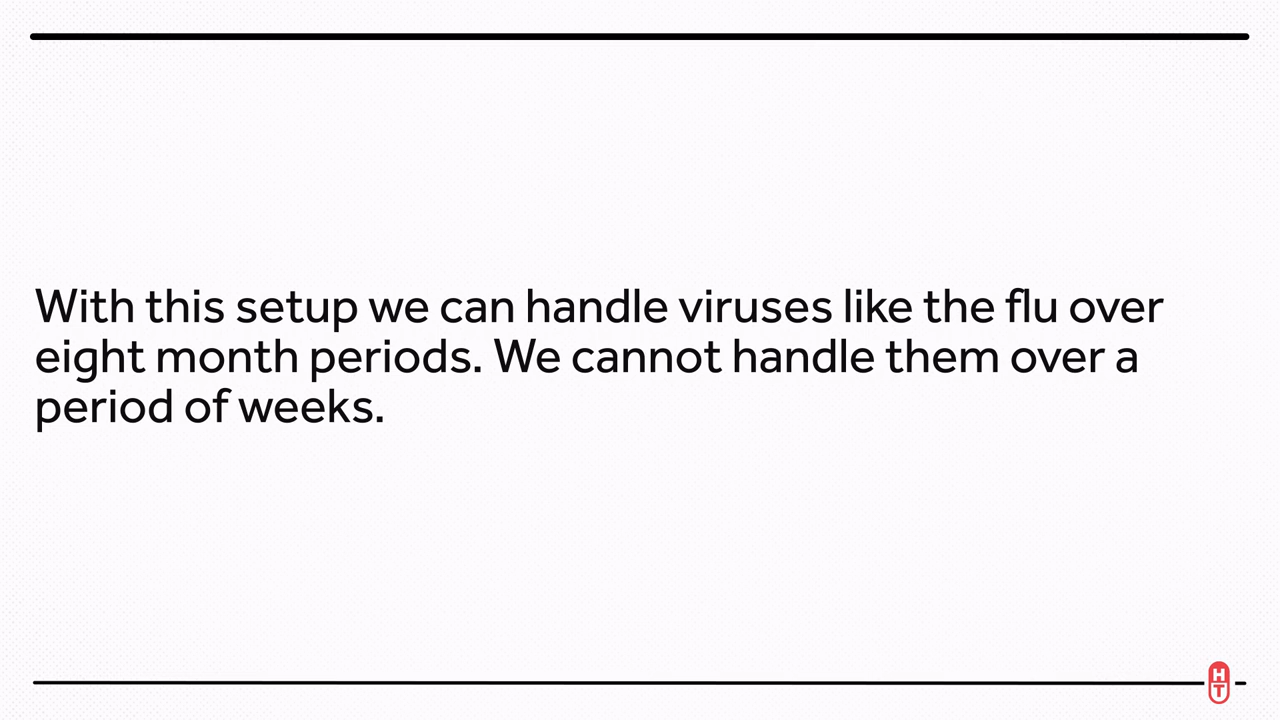 With this setup we can handle viruses like the flu over
eight month periods. We cannot handle them over a
period of weeks.
H
T